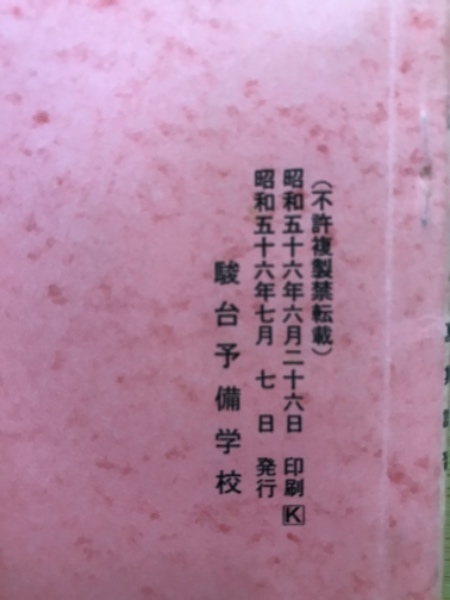 (不許複製禁転載)
昭和五十六年六月二十六日 印刷 K
昭和五十六年七月 七 日 発行
駿台予備学校